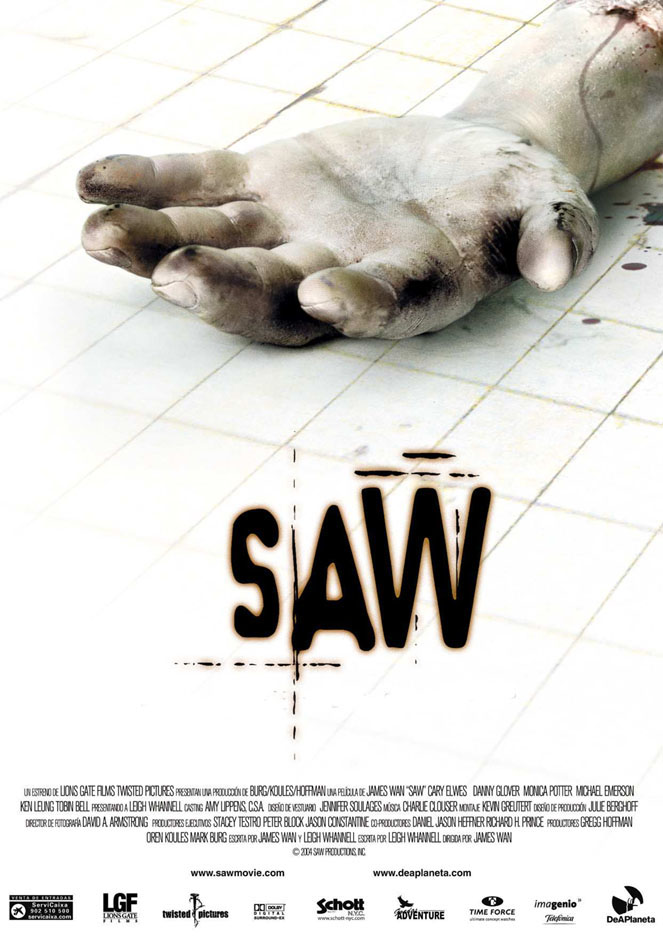 SAW
UN ESTRENO DE LIONS GATE FILMS TWISTED PICTURES PRESENTAN UNA PRODUCCIÓN DE BURG/KOULES/HOFFMAN UNA PELÍCULA DE JAMES WAN "SAW" CARY ELWES DANNY GLOVER MONICA POTTER MICHAEL EMERSON
KEN LEUNG TOBIN BELL PRESENTANDO A LEIGH WHANNELL CASTING AMY LIPPENS, C.S.A. DISEÑO DE VESTUARIO JENNIFER SOULAGES MÚSICA CHARLIE CLOUSER MONTAJE KEVIN GREUTERT DISEÑO DE PRODUCCIÓN JULIE BERGHOFF
DIRECTOR DE FOTOGRAFÍA DAVID A. ARMSTRONG PRODUCTORES EJECUTIVOS STACEY TESTRO PETER BLOCK JASON CONSTANTINE CO-PRODUCTORES DANIEL JASON HEFFNER RICHARD H. PRINCE PRODUCTORES GREGG HOFFMAN
OREN KOULES MARK BURG ESCRITA POR JAMES WAN Y LEIGH WHANNELL ESCRITA POR LEIGH WHANNELL DIRIGIDA POR JAMES WAN
© 2004 SAW PRODUCTIONS, INC.
www.sawmovie.com www.deaplaneta.com
VENTA DE ENTRADAS
ServiCaixa
902 510 500
www.servicaixa.com
LGF
LIONS GATE
FILMS
twisted pictures
DOLBY
DIGITAL
SURROUND·EX
Schott
N.Y.C.
www.schott-nyc.com
ADVENTURE
TIME FORCE
ultimate concept watches
imagenio
Telefónica
DeAPlaneta